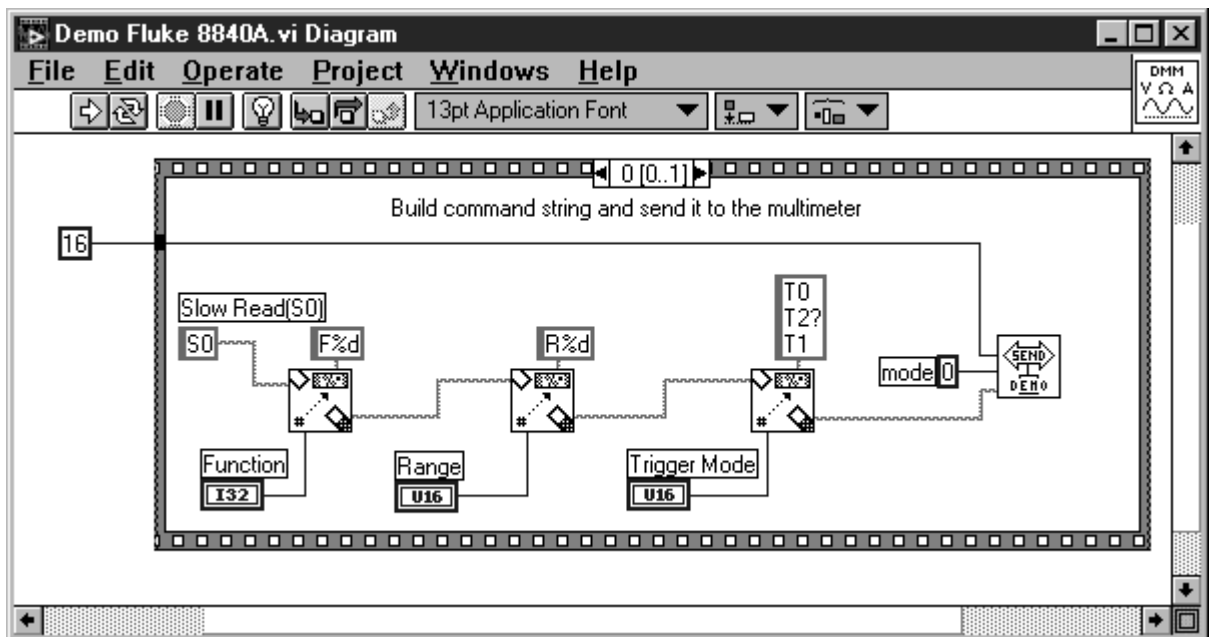 Demo Fluke 8840A.vi Diagram
File Edit Operate Project Windows Help
DMM
V Ω A
13pt Application Font
0 [0..1]
Build command string and send it to the multimeter
16
Slow Read(S0)
S0
F%d
R%d
T0
T2?
T1
mode 0
SEND
DEMO
#
#
#
Function
I32
Range
U16
Trigger Mode
U16